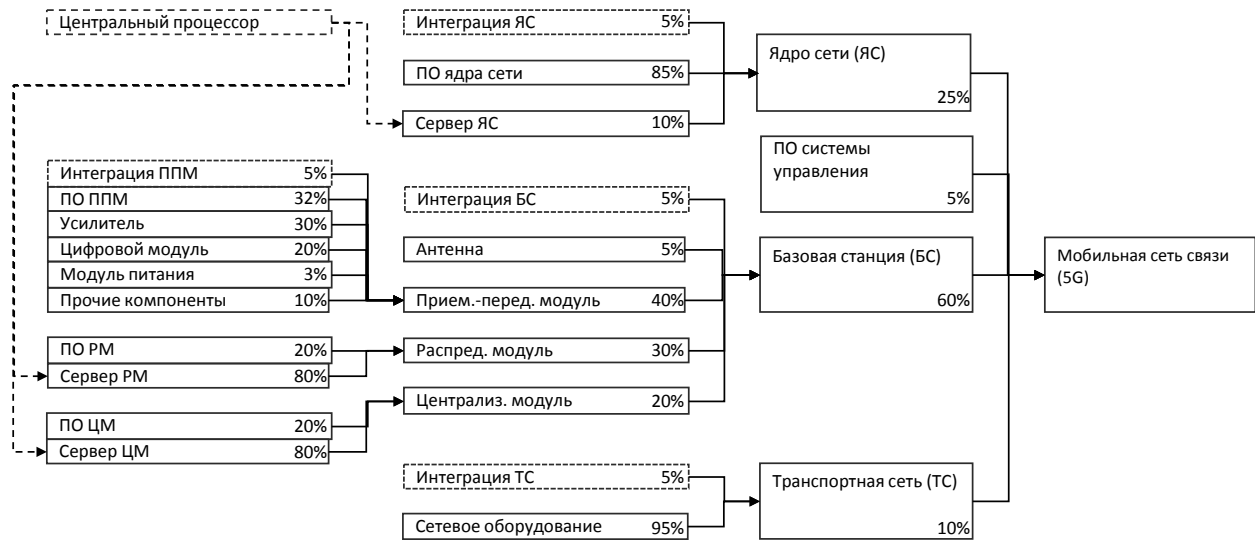 Центральный процессор
Интеграция ЯС 5%
ПО ядра сети 85%
Сервер ЯС 10%
Ядро сети (ЯС)
25%
ПО системы
управления
5%
Интеграция ППМ 5%
ПО ППМ 32%
Усилитель 30%
Цифровой модуль 20%
Модуль питания 3%
Прочие компоненты 10%
Интеграция БС 5%
Антенна 5%
Прием.-перед. модуль 40%
Распред. модуль 30%
Централиз. модуль 20%
Базовая станция (БС)
60%
Мобильная сеть связи
(5G)
ПО РМ 20%
Сервер РМ 80%
ПО ЦМ 20%
Сервер ЦМ 80%
Интеграция ТС 5%
Сетевое оборудование 95%
Транспортная сеть (ТС)
10%